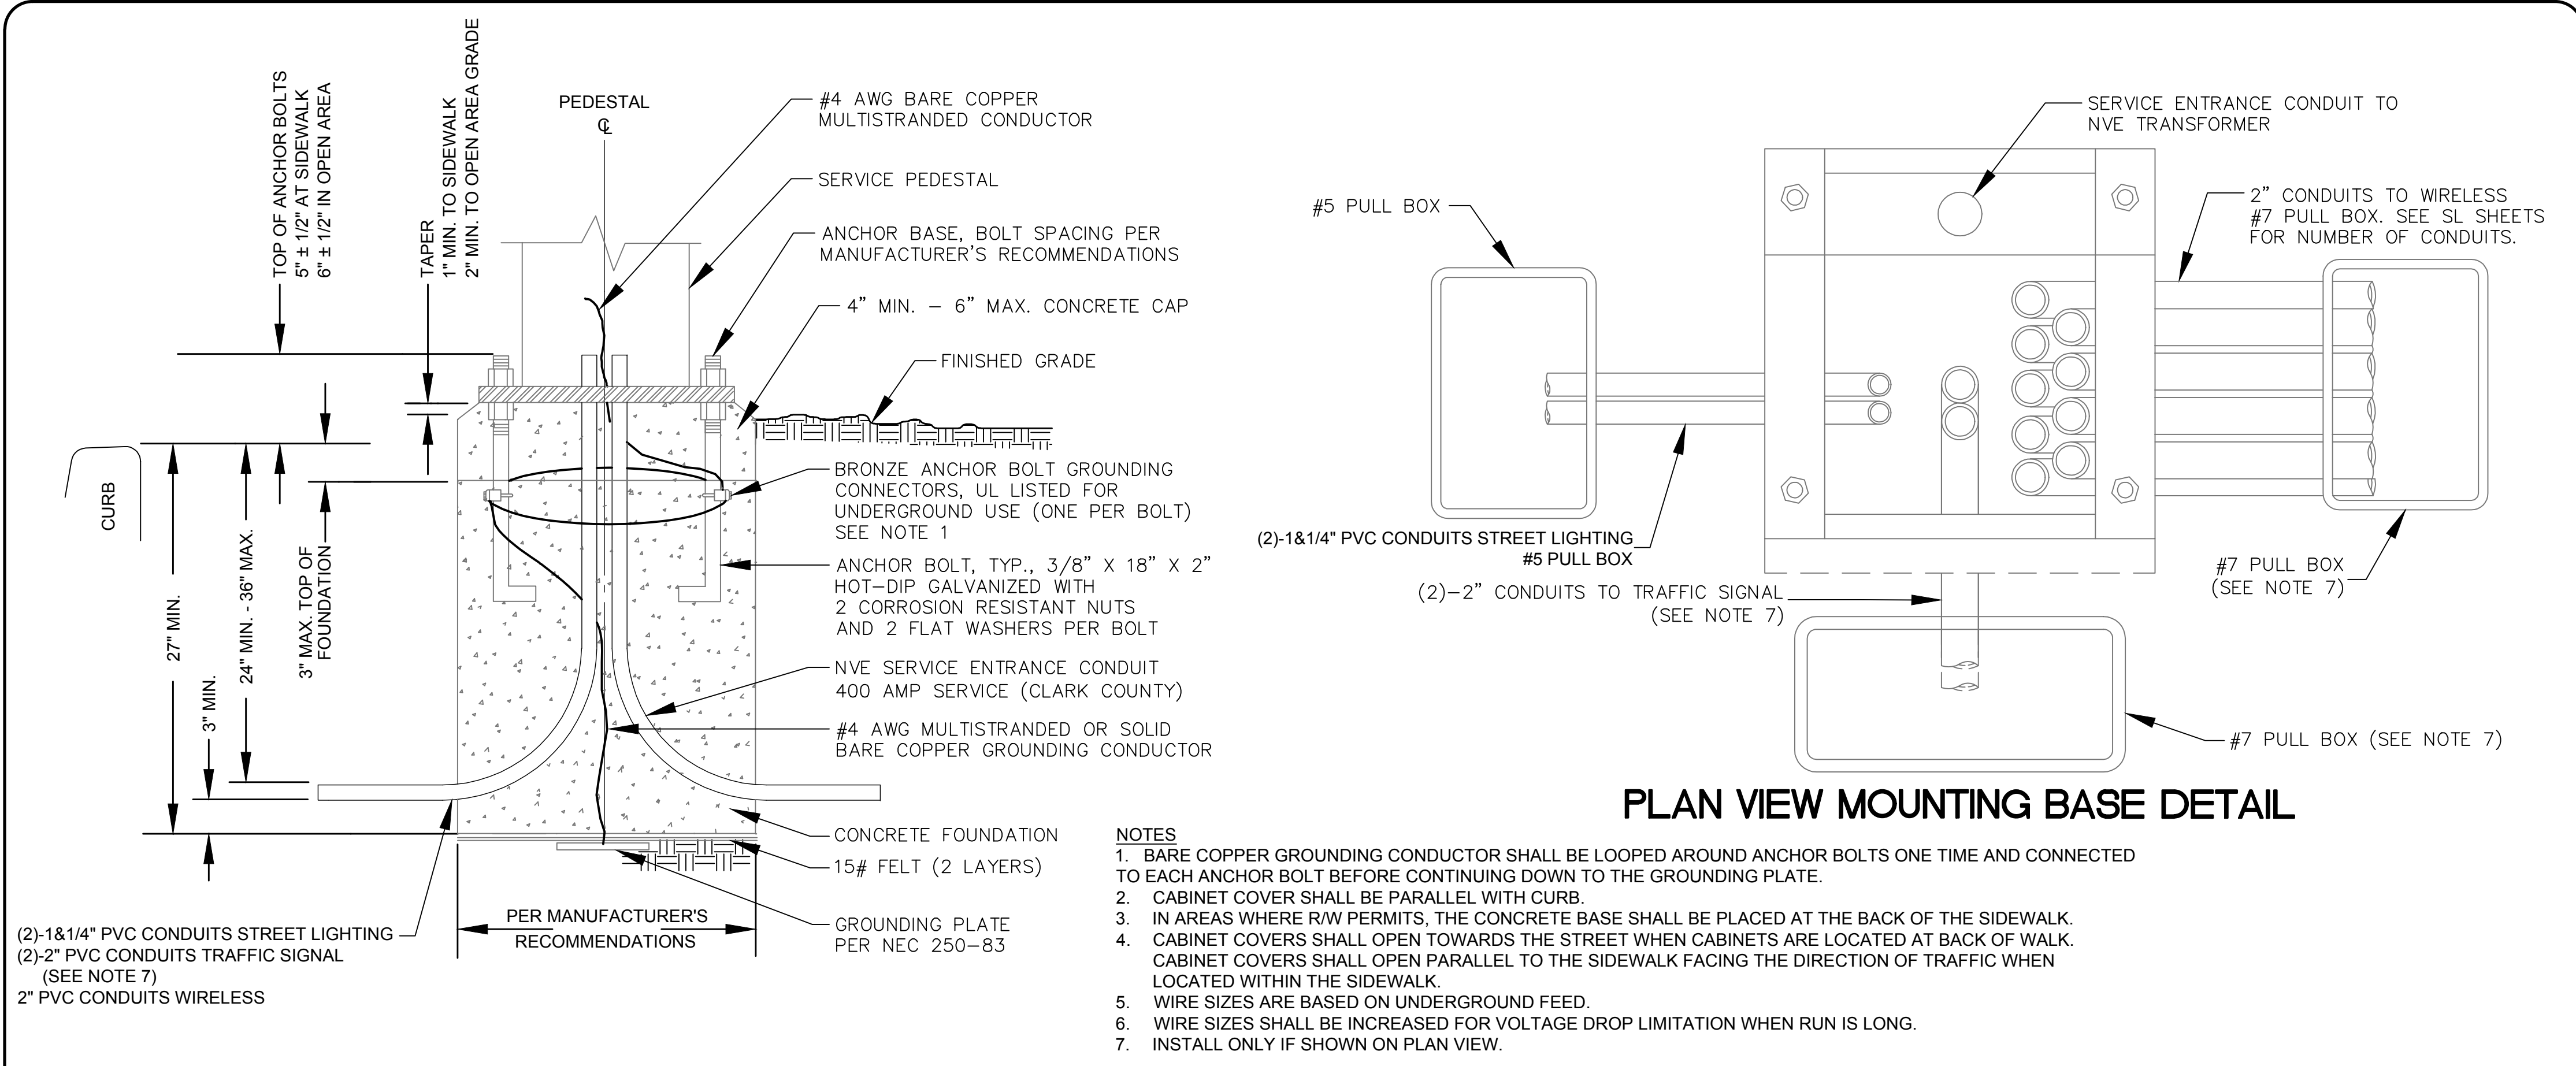 TOP OF ANCHOR BOLTS
5" ± 1/2" AT SIDEWALK
6" ± 1/2" IN OPEN AREA
TAPER
1" MIN. TO SIDEWALK
2" MIN. TO OPEN AREA GRADE
PEDESTAL
℄
#4 AWG BARE COPPER
MULTISTRANDED CONDUCTOR
SERVICE PEDESTAL
ANCHOR BASE, BOLT SPACING PER
MANUFACTURER'S RECOMMENDATIONS
4" MIN. – 6" MAX. CONCRETE CAP
FINISHED GRADE
BRONZE ANCHOR BOLT GROUNDING
CONNECTORS, UL LISTED FOR
UNDERGROUND USE (ONE PER BOLT)
SEE NOTE 1
ANCHOR BOLT, TYP., 3/8" X 18" X 2"
HOT-DIP GALVANIZED WITH
2 CORROSION RESISTANT NUTS
AND 2 FLAT WASHERS PER BOLT
NVE SERVICE ENTRANCE CONDUIT
400 AMP SERVICE (CLARK COUNTY)
#4 AWG MULTISTRANDED OR SOLID
BARE COPPER GROUNDING CONDUCTOR
CONCRETE FOUNDATION
15# FELT (2 LAYERS)
GROUNDING PLATE
PER NEC 250-83
CURB
27" MIN.
3" MIN.
24" MIN. - 36" MAX.
3" MAX. TOP OF
FOUNDATION
PER MANUFACTURER'S
RECOMMENDATIONS
(2)-1&1/4" PVC CONDUITS STREET LIGHTING
(2)-2" PVC CONDUITS TRAFFIC SIGNAL
(SEE NOTE 7)
2" PVC CONDUITS WIRELESS
SERVICE ENTRANCE CONDUIT TO
NVE TRANSFORMER
#5 PULL BOX
2" CONDUITS TO WIRELESS
#7 PULL BOX. SEE SL SHEETS
FOR NUMBER OF CONDUITS.
(2)-1&1/4" PVC CONDUITS STREET LIGHTING
#5 PULL BOX
(2)-2" CONDUITS TO TRAFFIC SIGNAL
(SEE NOTE 7)
#7 PULL BOX
(SEE NOTE 7)
#7 PULL BOX (SEE NOTE 7)
PLAN VIEW MOUNTING BASE DETAIL
NOTES
1. BARE COPPER GROUNDING CONDUCTOR SHALL BE LOOPED AROUND ANCHOR BOLTS ONE TIME AND CONNECTED
TO EACH ANCHOR BOLT BEFORE CONTINUING DOWN TO THE GROUNDING PLATE.
2. CABINET COVER SHALL BE PARALLEL WITH CURB.
3. IN AREAS WHERE R/W PERMITS, THE CONCRETE BASE SHALL BE PLACED AT THE BACK OF THE SIDEWALK.
4. CABINET COVERS SHALL OPEN TOWARDS THE STREET WHEN CABINETS ARE LOCATED AT BACK OF WALK.
CABINET COVERS SHALL OPEN PARALLEL TO THE SIDEWALK FACING THE DIRECTION OF TRAFFIC WHEN
LOCATED WITHIN THE SIDEWALK.
5. WIRE SIZES ARE BASED ON UNDERGROUND FEED.
6. WIRE SIZES SHALL BE INCREASED FOR VOLTAGE DROP LIMITATION WHEN RUN IS LONG.
7. INSTALL ONLY IF SHOWN ON PLAN VIEW.